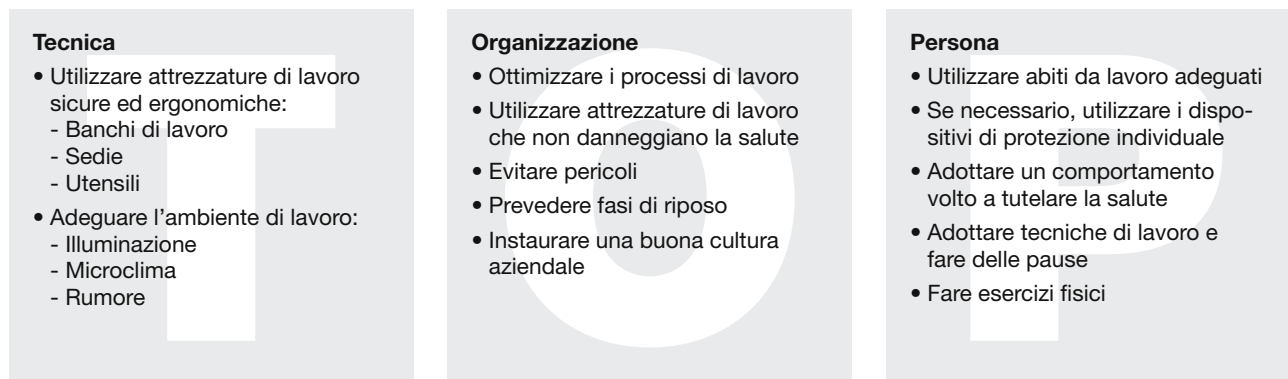 Tecnica
• Utilizzare attrezzature di lavoro
sicure ed ergonomiche:
- Banchi di lavoro
- Sedie
- Utensili
• Adeguare l'ambiente di lavoro:
- Illuminazione
- Microclima
- Rumore
T
Organizzazione
• Ottimizzare i processi di lavoro
• Utilizzare attrezzature di lavoro
che non danneggiano la salute
• Evitare pericoli
• Prevedere fasi di riposo
• Instaurare una buona cultura
aziendale
O
Persona
• Utilizzare abiti da lavoro adeguati
• Se necessario, utilizzare i dispo-
sitivi di protezione individuale
• Adottare un comportamento
volto a tutelare la salute
• Adottare tecniche di lavoro e
fare delle pause
• Fare esercizi fisici
P